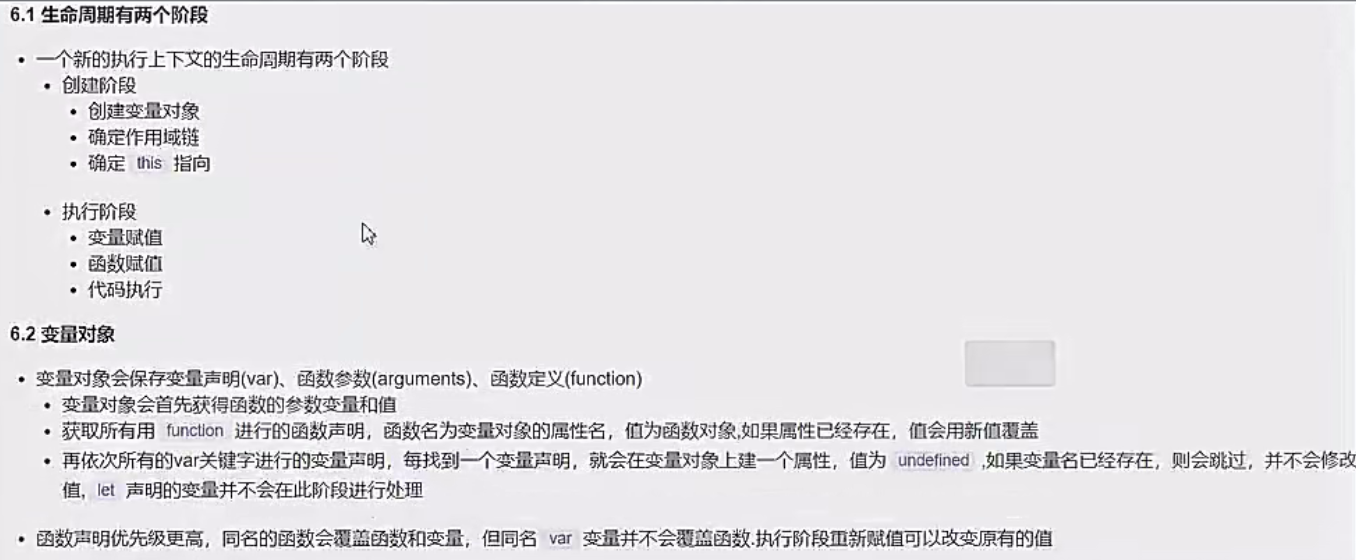 6.1 生命周期有两个阶段
一个新的执行上下文的生命周期有两个阶段
创建阶段
创建变量对象
确定作用域链
确定 this 指向
执行阶段
变量赋值
函数赋值
代码执行
6.2 变量对象
变量对象会保存变量声明(var)、函数参数(arguments)、函数定义(function)
变量对象会首先获得函数的参数变量和值
获取所有用 function 进行的函数声明，函数名为变量对象的属性名，值为函数对象,如果属性已经存在，值会用新值覆盖
再依次所有的var关键字进行的变量声明，每找到一个变量声明，就会在变量对象上建一个属性，值为 undefined ,如果变量名已经存在，则会跳过，并不会修改
值, let 声明的变量并不会在此阶段进行处理
函数声明优先级更高，同名的函数会覆盖函数和变量，但同名 var 变量并不会覆盖函数.执行阶段重新赋值可以改变原有的值